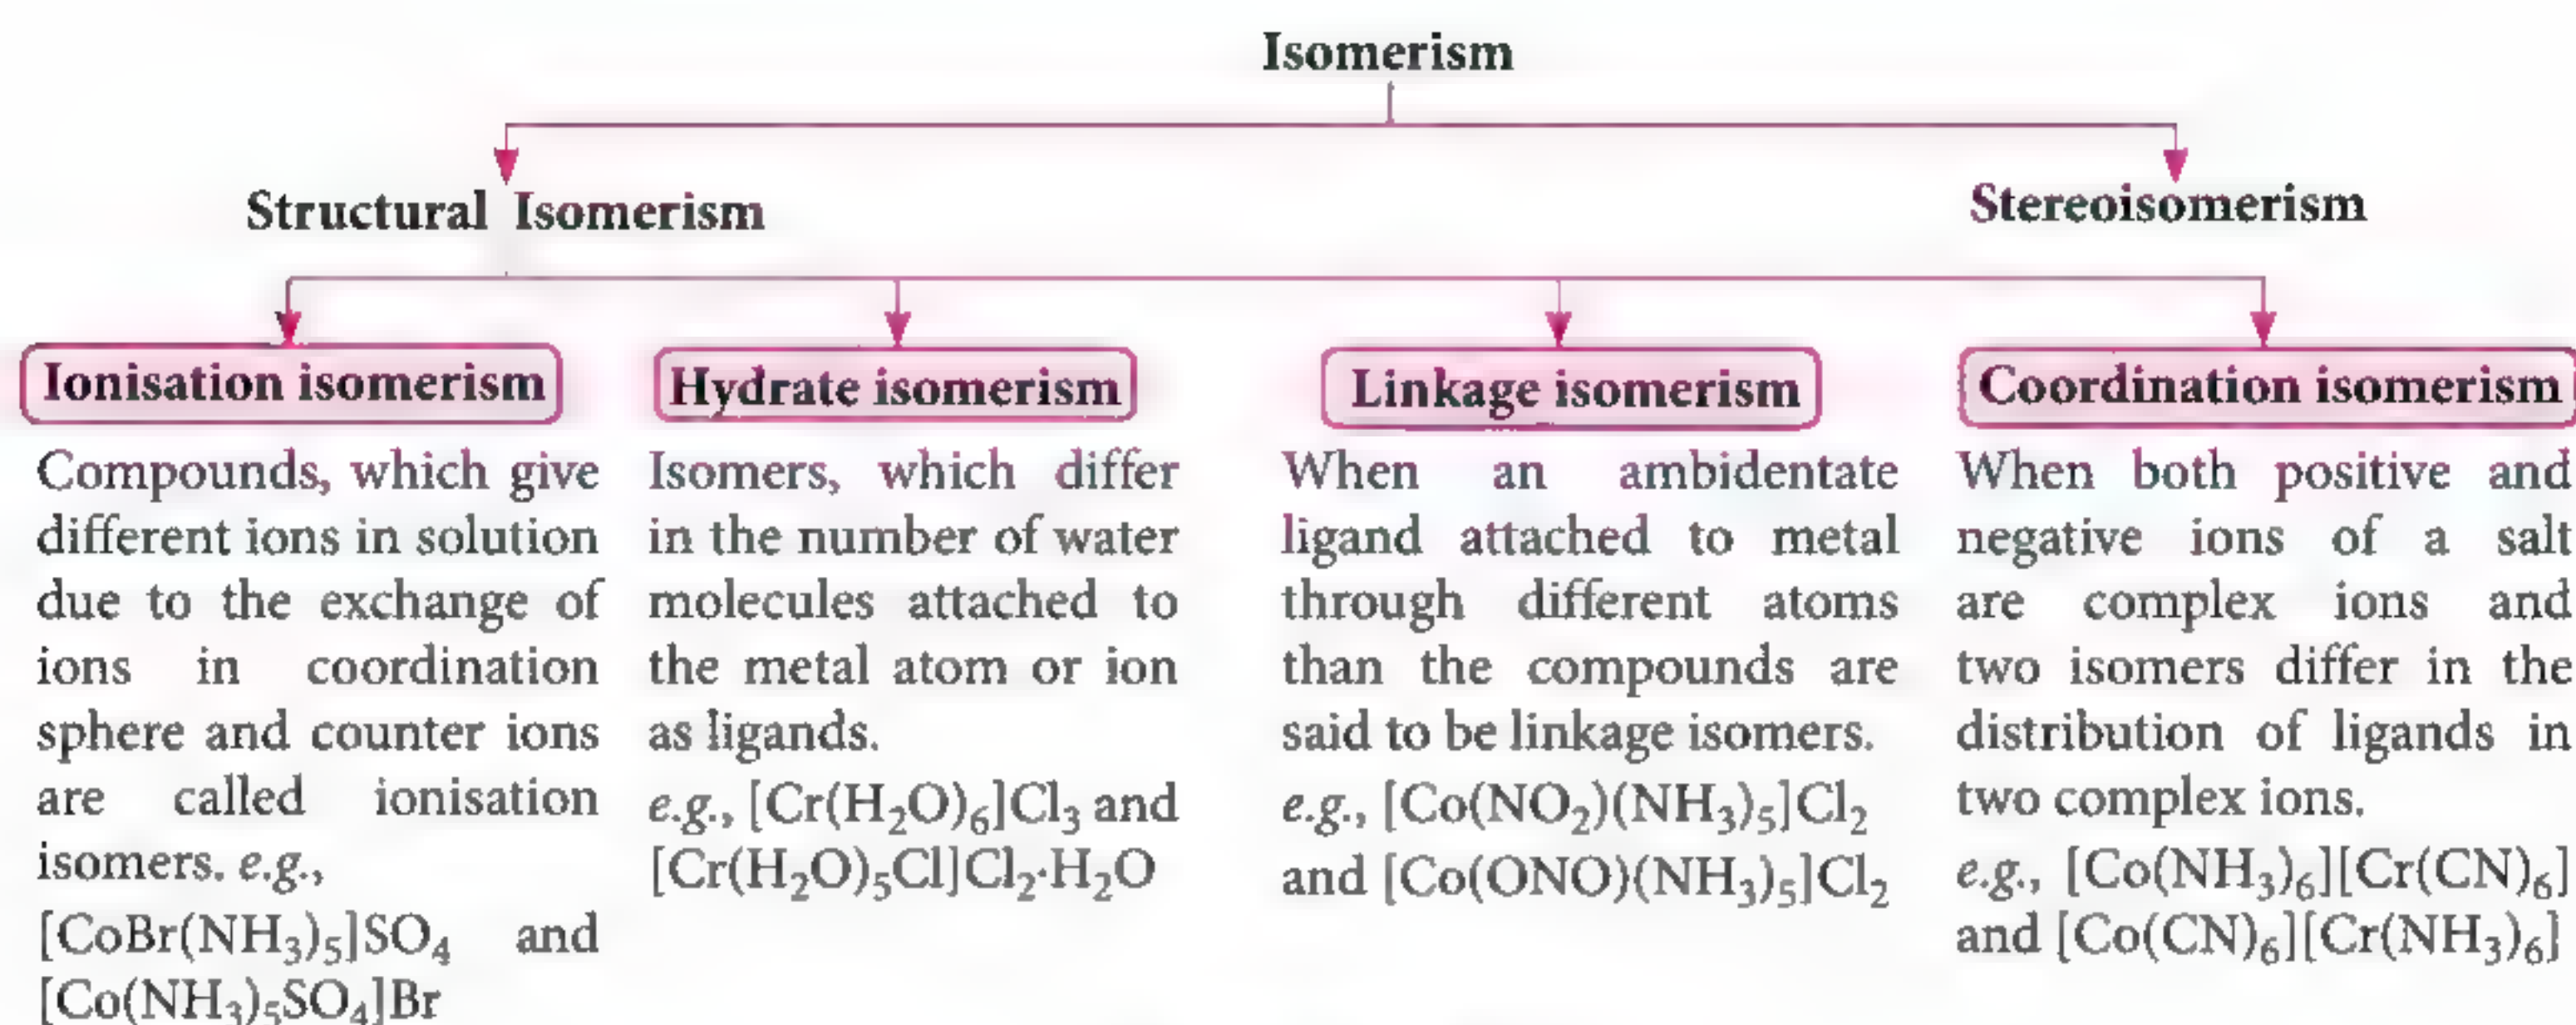 Isomerism
Structural Isomerism
Stereoisomerism
Ionisation isomerism
Compounds, which give
different ions in solution
due to the exchange of
ions in coordination
sphere and counter ions
are called ionisation
isomers. e.g.,
[CoBr(NH₃)₅]SO₄ and
[Co(NH₃)₅SO₄]Br
Hydrate isomerism
Isomers, which differ
in the number of water
molecules attached to
the metal atom or ion
as ligands.
e.g., [Cr(H₂O)₆]Cl₃ and
[Cr(H₂O)₅Cl]Cl₂·H₂O
Linkage isomerism
When an ambidentate
ligand attached to metal
through different atoms
than the compounds are
said to be linkage isomers.
e.g., [Co(NO₂)(NH₃)₅]Cl₂
and [Co(ONO)(NH₃)₅]Cl₂
Coordination isomerism
When both positive and
negative ions of a salt
are complex ions and
two isomers differ in the
distribution of ligands in
two complex ions.
e.g., [Co(NH₃)₆][Cr(CN)₆]
and [Co(CN)₆][Cr(NH₃)₆]